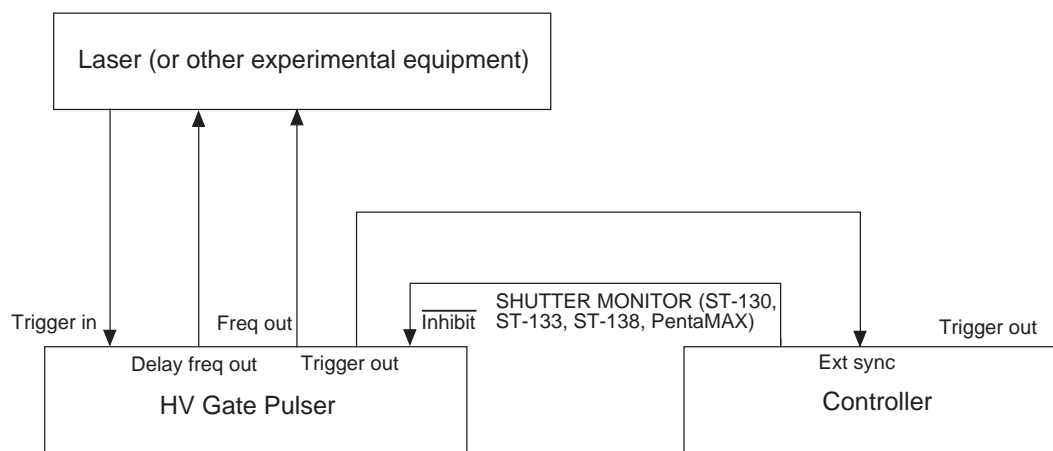 Laser (or other experimental equipment)
SHUTTER MONITOR (ST-130,
ST-133, ST-138, PentaMAX)
Inhibit
Trigger in
Freq out
Trigger out
Delay freq out
Trigger out
Ext sync
HV Gate Pulser
Controller